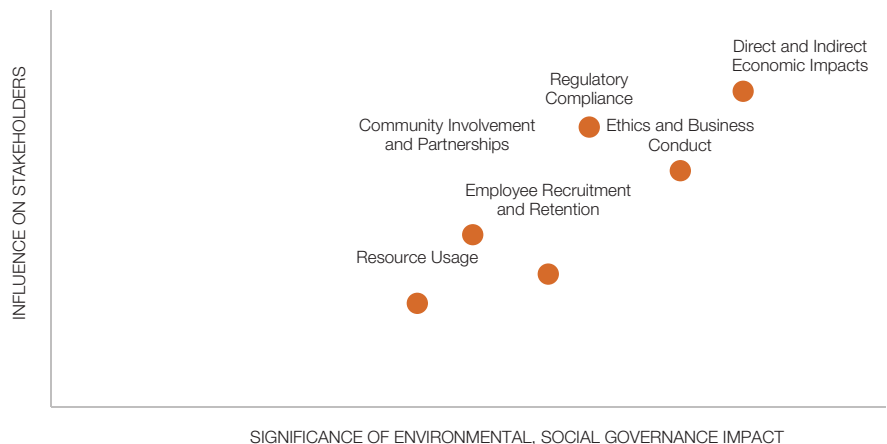 Direct and Indirect
Economic Impacts
Regulatory
Compliance
Community Involvement
and Partnerships
Ethics and Business
Conduct
Employee Recruitment
and Retention
Resource Usage
INFLUENCE ON STAKEHOLDERS
SIGNIFICANCE OF ENVIRONMENTAL, SOCIAL GOVERNANCE IMPACT